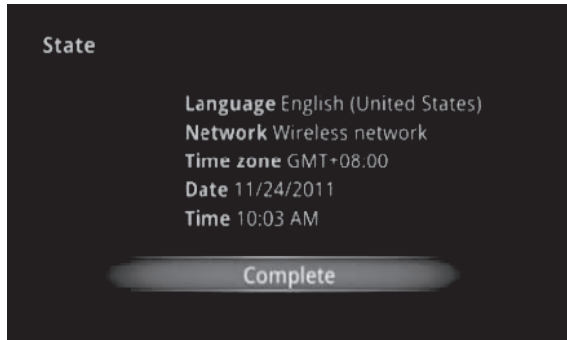 State
Language English (United States)
Network Wireless network
Time zone GMT+08:00
Date 11/24/2011
Time 10:03 AM
Complete